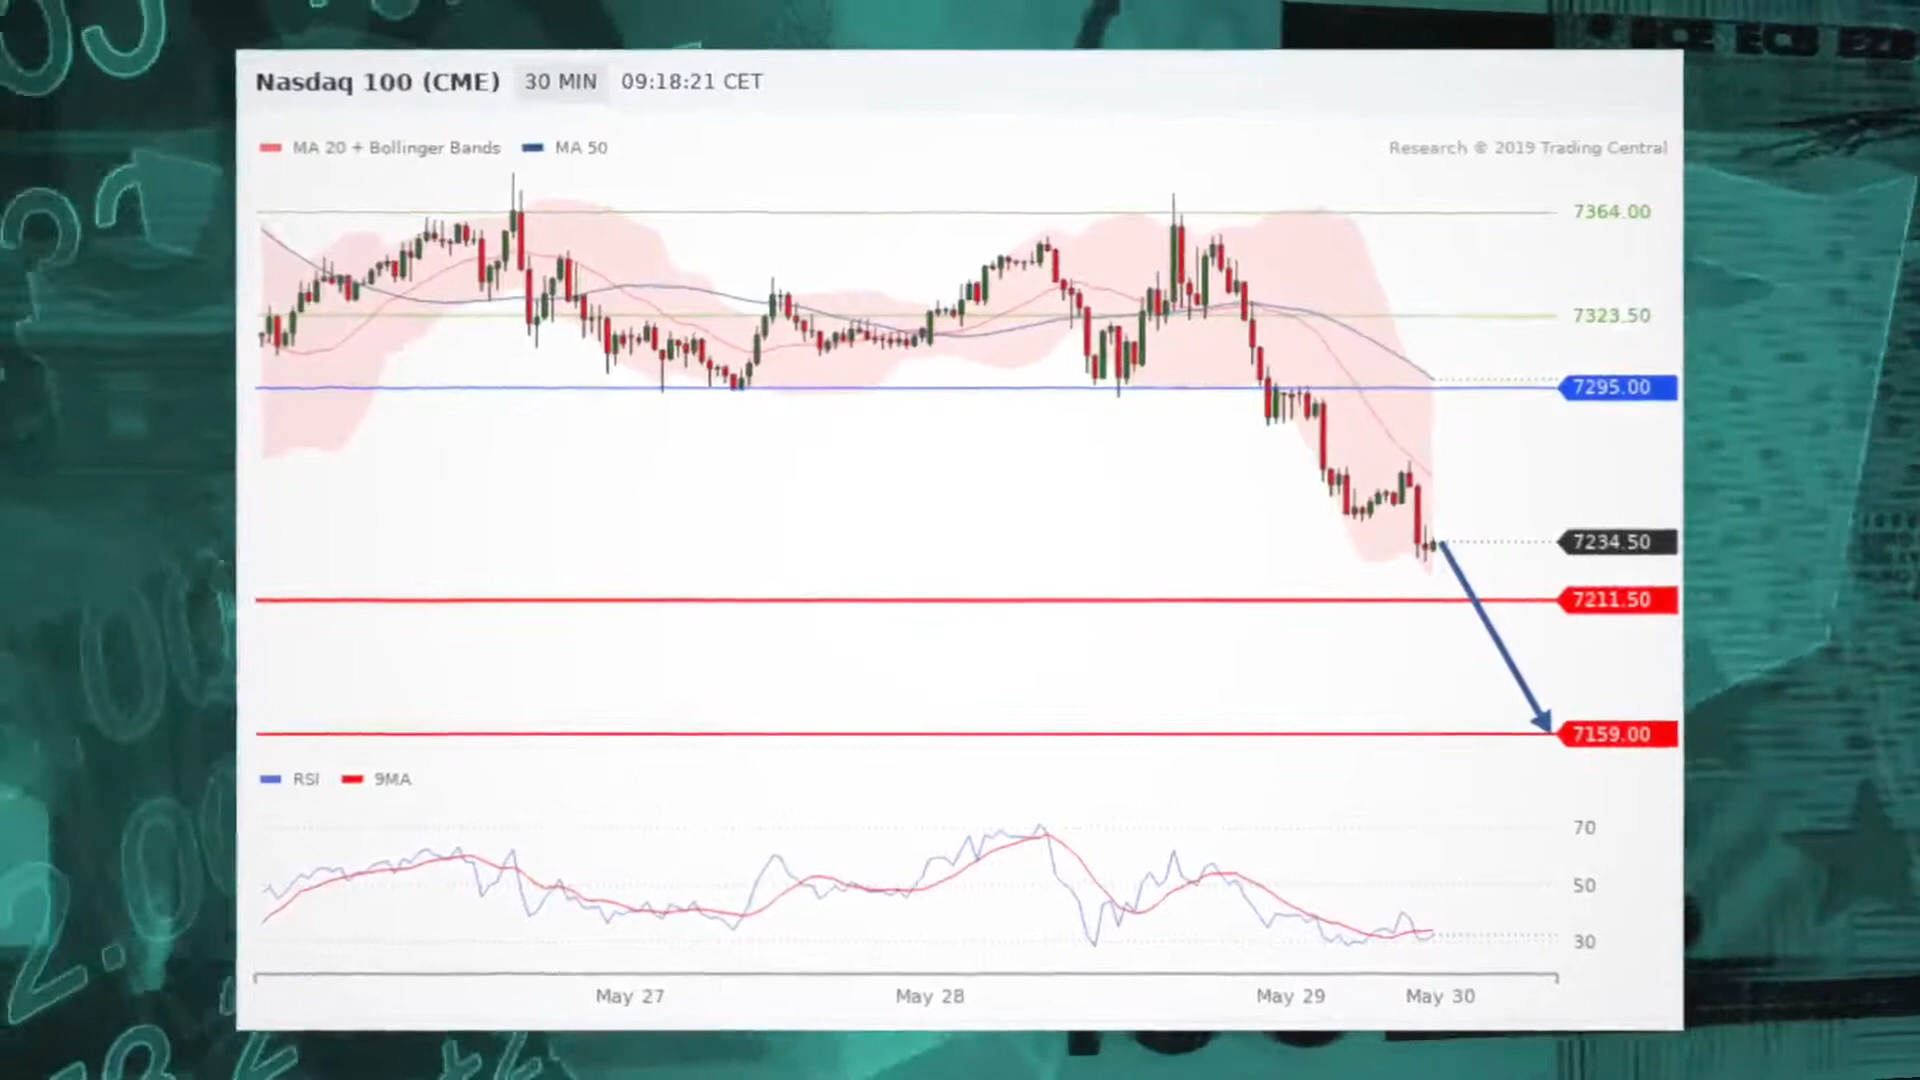 Nasdaq 100 (CME) 30 MIN 09:18:21 CET
MA 20 + Bollinger Bands MA 50 Research © 2019 Trading Central
7364.00
7323.50
7295.00
7234.50
7211.50
7159.00
RSI 9MA
70
50
30
May 27 May 28 May 29 May 30